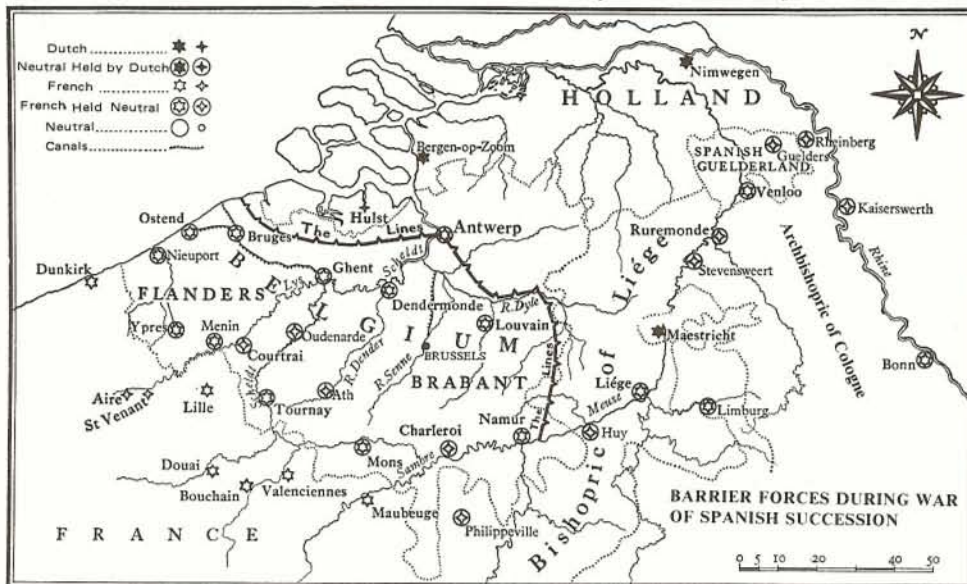 Dutch
Neutral Held by Dutch
French
French Held Neutral
Neutral
Canals
N
Nimwegen
HOLLAND
Bergen-op-Zoom
SPANISH
GUELDERLAND
Guelders
Rheinberg
Venloo
Hulst
The Lines
Ostend
Bruges
Antwerp
Ruremonde
Kaiserswerth
Nieuport
Dunkirk
Ghent
Scheldt
Stevensweert
Rhine
Archbishopric of Cologne
FLANDERS
Lys
Dendermonde
R. Dyle
BELGIUM
Ypres
Menin
Oudenarde
Louvain
Maestricht
Courtrai
R. Dender
R. Senne
BRUSSELS
BRABANT
The Lines
Bonn
Aire
St Venant
Lille
Scheldt
Tournay
Ath
Liége
Meuse
Limburg
Namur
Charleroi
Huy
Mons
Sambre
Douai
Bouchain
Valenciennes
Maubeuge
Philippeville
Bishopric of Liége
FRANCE
BARRIER FORCES DURING WAR
OF SPANISH SUCCESSION
0 5 10 20 30 40 50